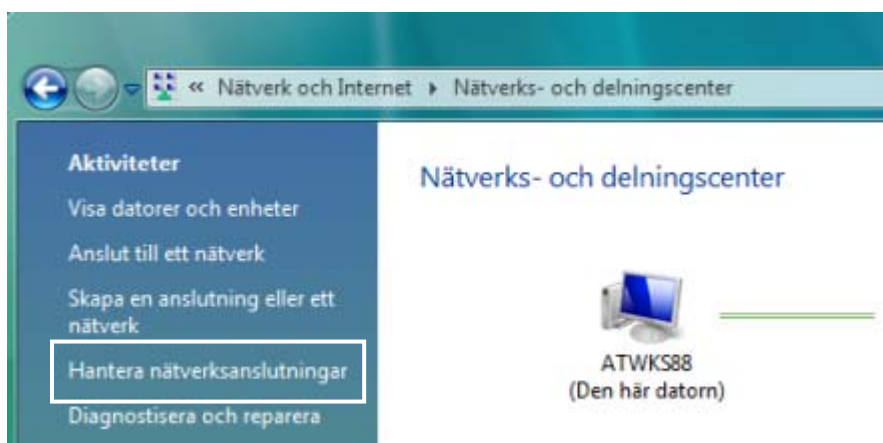 « Nätverk och Internet ▸ Nätverks- och delningscenter
Aktiviteter
Visa datorer och enheter
Anslut till ett nätverk
Skapa en anslutning eller ett
nätverk
Hantera nätverksanslutningar
Diagnostisera och reparera
Nätverks- och delningscenter
ATWKS88
(Den här datorn)